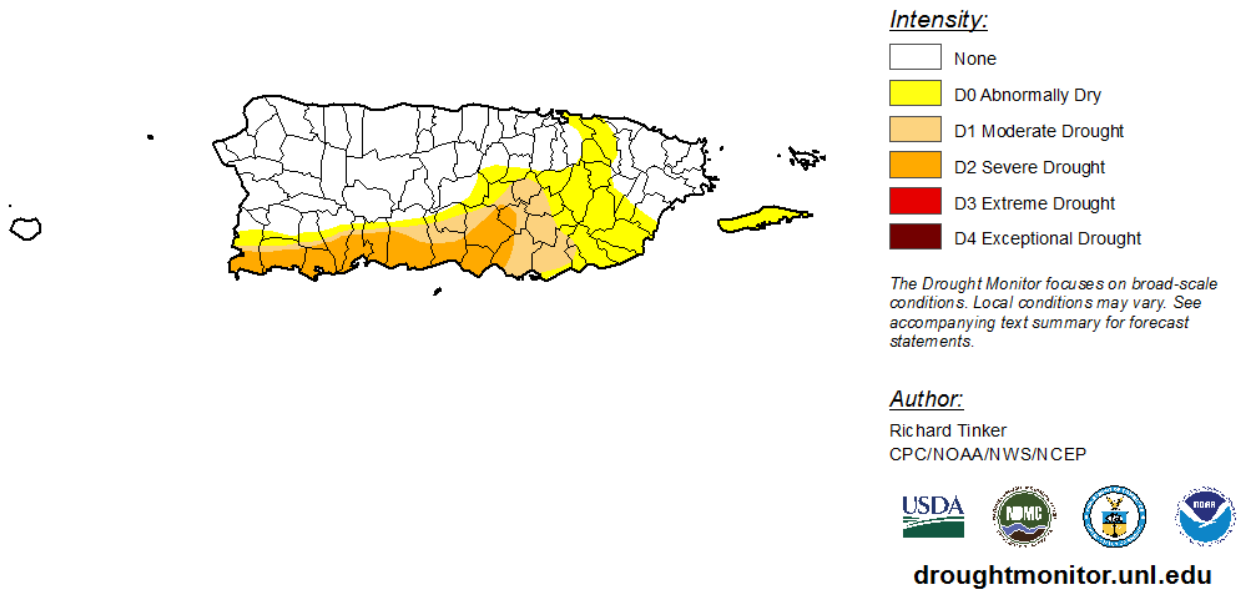 Intensity:
None
D0 Abnormally Dry
D1 Moderate Drought
D2 Severe Drought
D3 Extreme Drought
D4 Exceptional Drought
The Drought Monitor focuses on broad-scale
conditions. Local conditions may vary. See
accompanying text summary for forecast
statements.
Author:
Richard Tinker
CPC/NOAA/NWS/NCEP
USDA
NDMC
NOAA
droughtmonitor.unl.edu